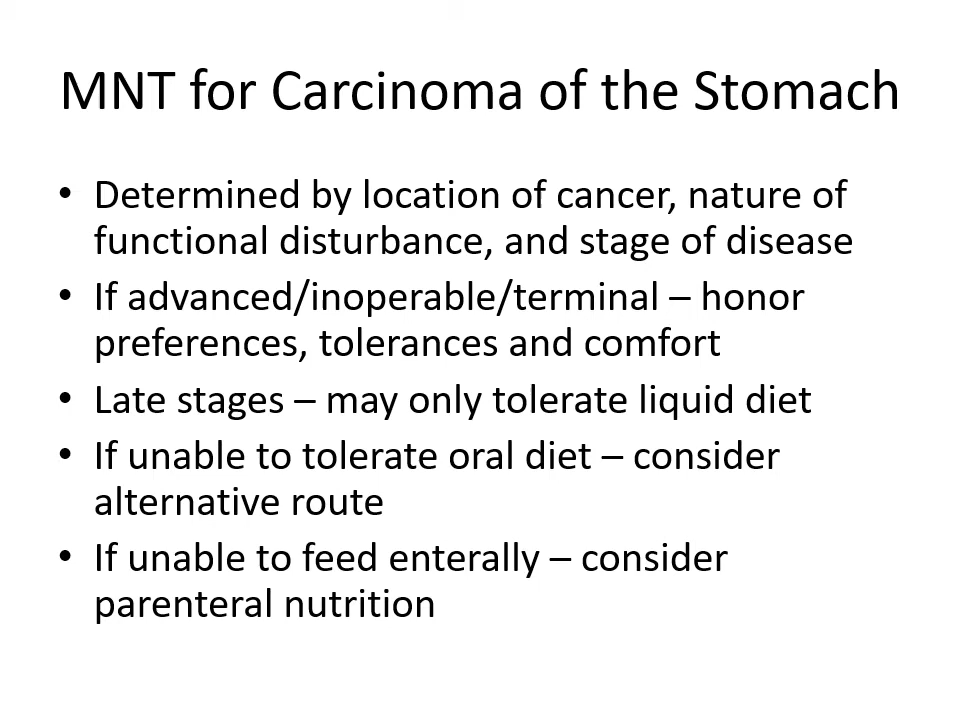 MNT for Carcinoma of the Stomach
• Determined by location of cancer, nature of
functional disturbance, and stage of disease
• If advanced/inoperable/terminal – honor
preferences, tolerances and comfort
• Late stages – may only tolerate liquid diet
• If unable to tolerate oral diet – consider
alternative route
• If unable to feed enterally – consider
parenteral nutrition